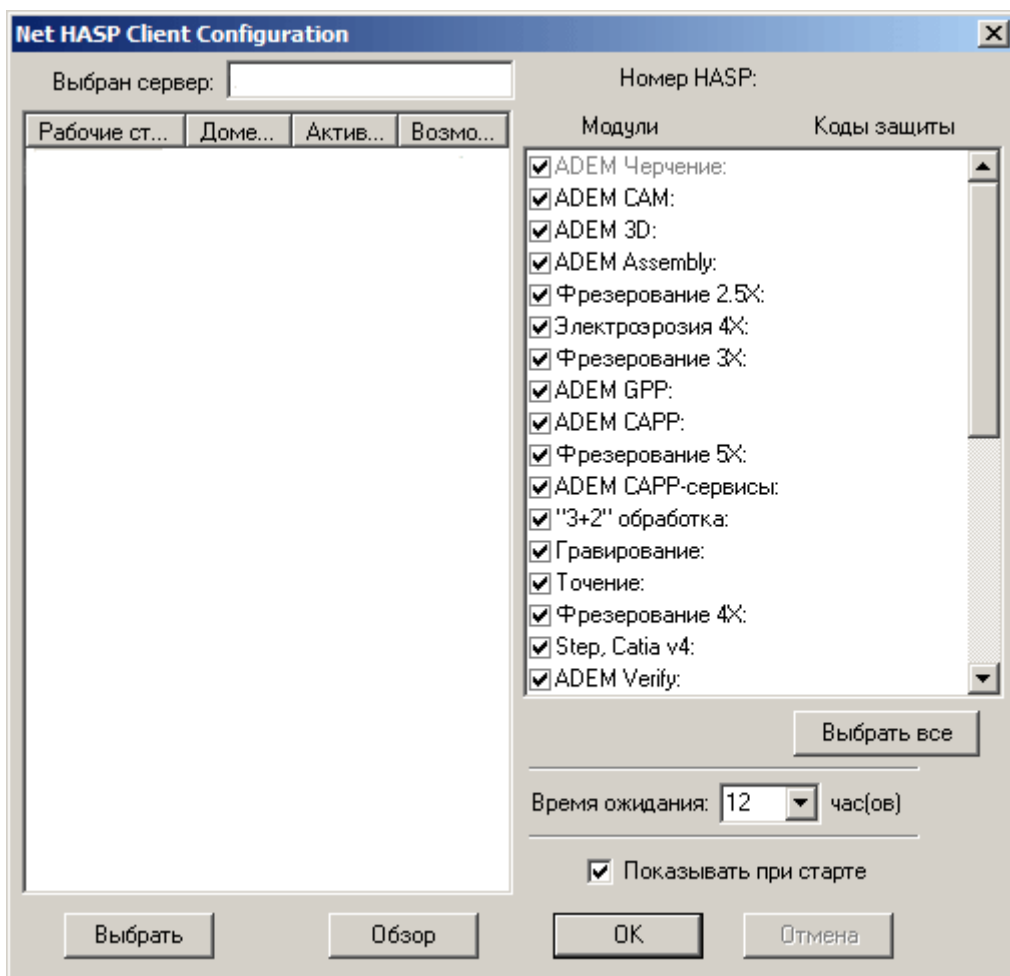 Net HASP Client Configuration
Выбран сервер:
Номер HASP:
Рабочие ст... Доме... Актив... Возмо...
Модули Коды защиты
ADEM Черчение:
ADEM CAM:
ADEM 3D:
ADEM Assembly:
Фрезерование 2.5X:
Электроэрозия 4X:
Фрезерование 3X:
ADEM GPP:
ADEM CAPP:
Фрезерование 5X:
ADEM CAPP-сервисы:
"3+2" обработка:
Гравирование:
Точение:
Фрезерование 4X:
Step, Catia v4:
ADEM Verify:
Выбрать все
Время ожидания: 12 час(ов)
Показывать при старте
Выбрать Обзор OK Отмена